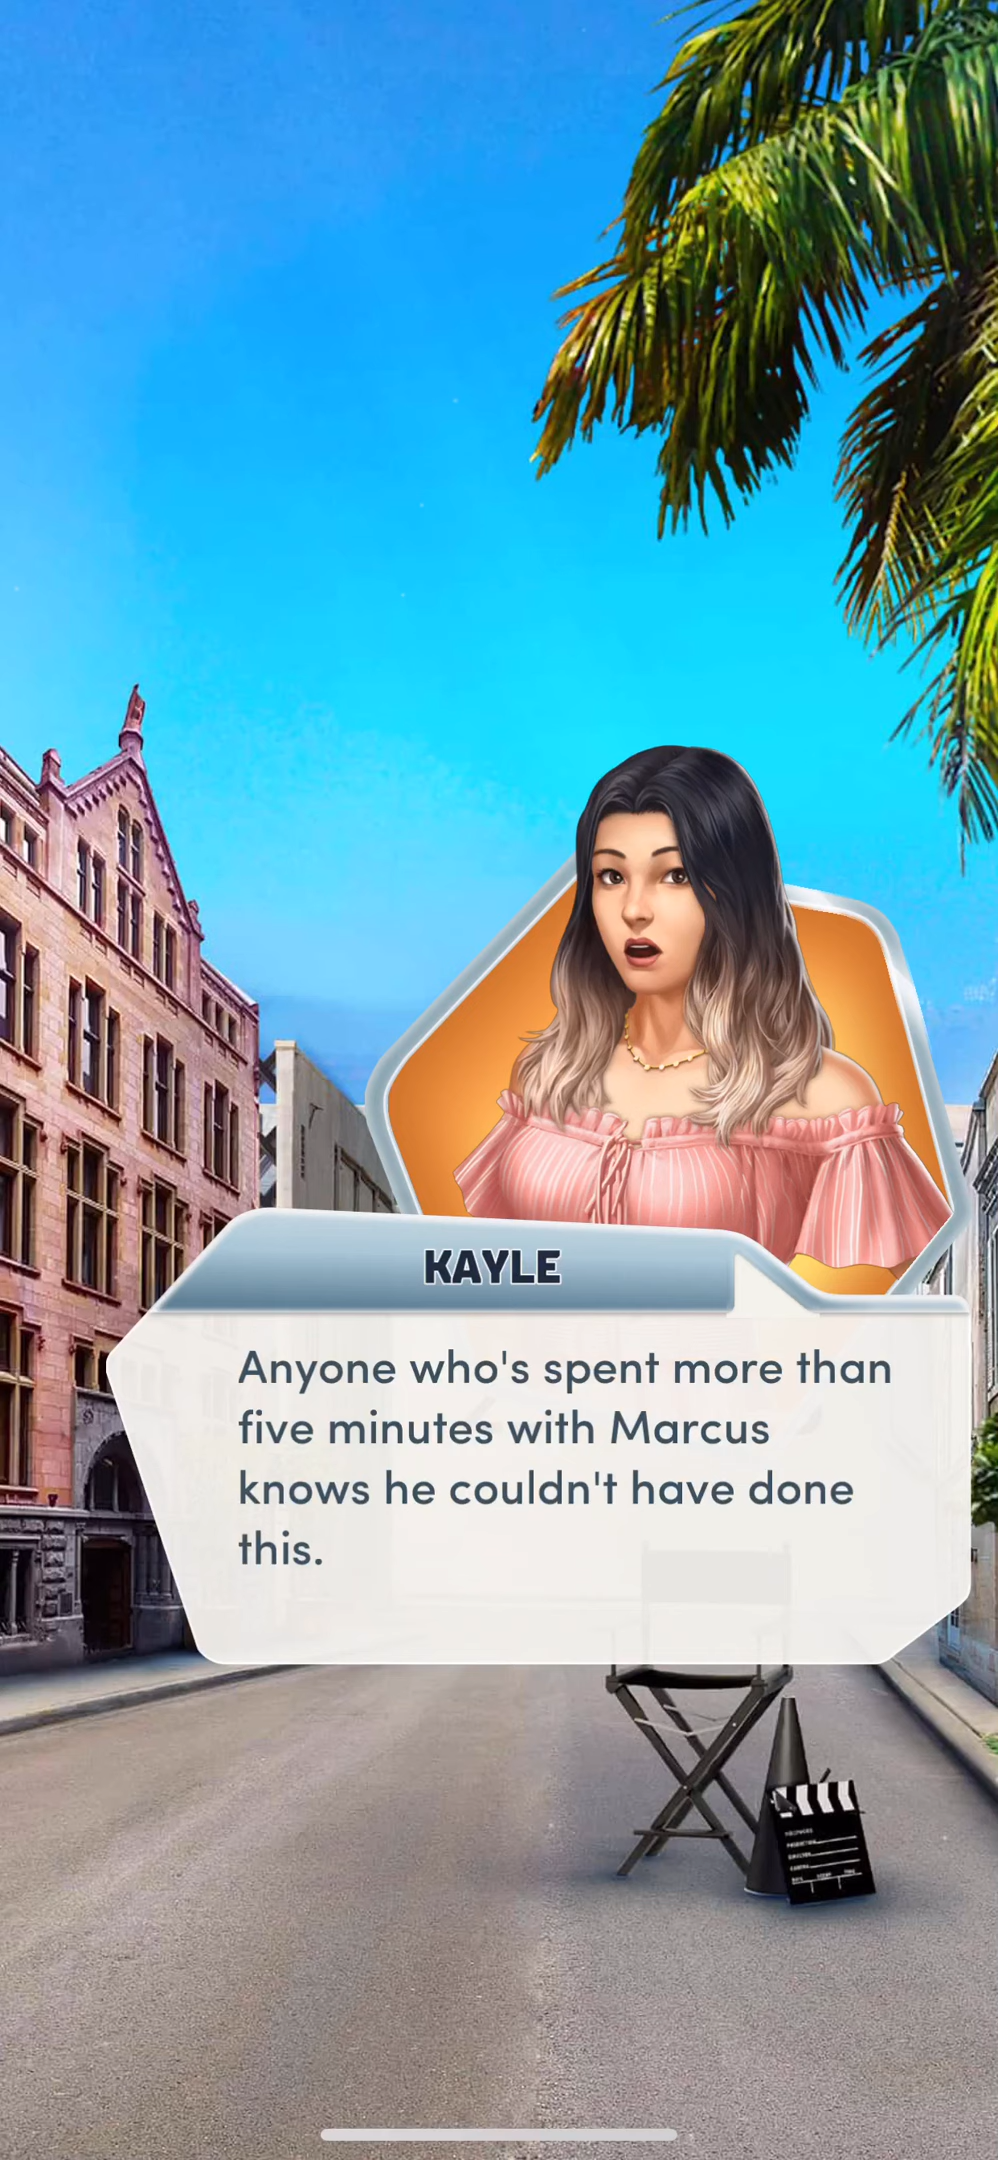 KAYLE
Anyone who's spent more than
five minutes with Marcus
knows he couldn't have done
this.